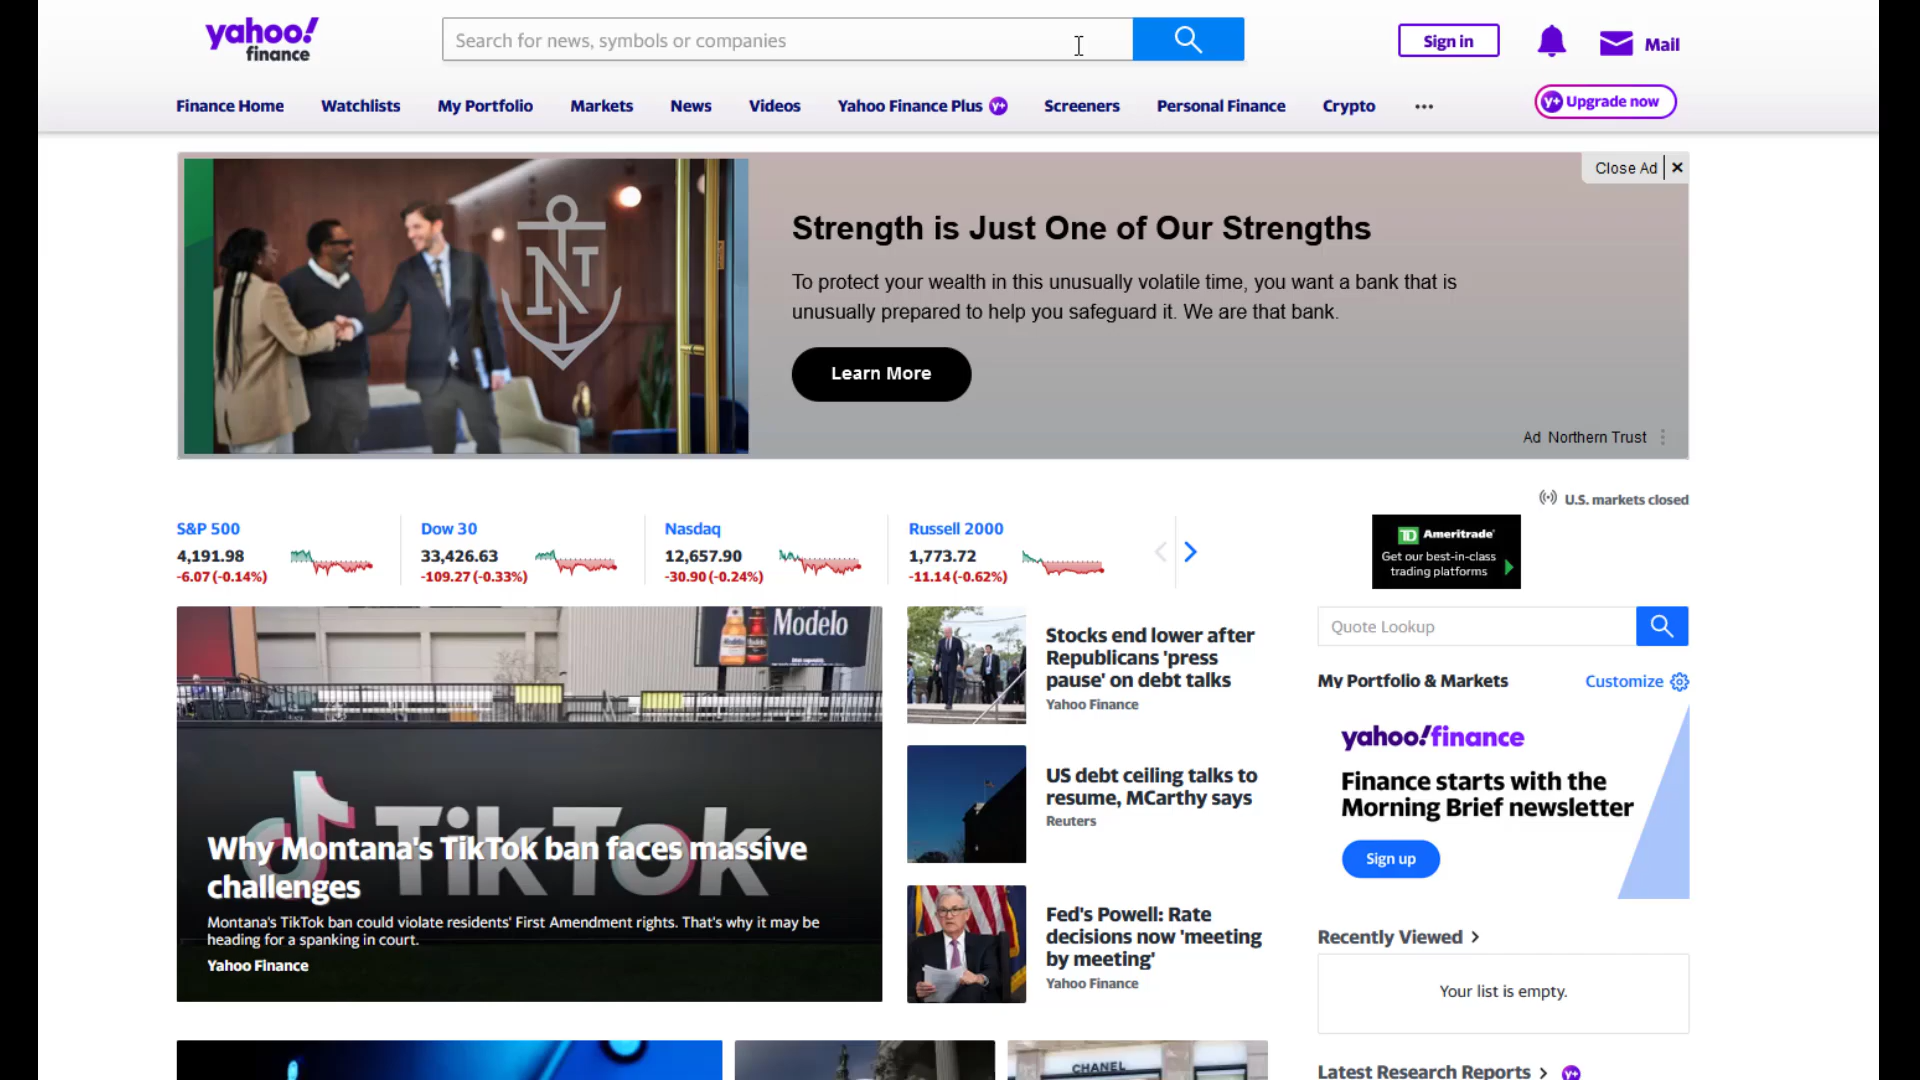 yahoo!
finance
Search for news, symbols or companies
Sign in
Mail
Finance Home
Watchlists
My Portfolio
Markets
News
Videos
Yahoo Finance Plus
y+
Screeners
Personal Finance
Crypto
•••
y+ Upgrade now
Close Ad
N
Strength is Just One of Our Strengths
To protect your wealth in this unusually volatile time, you want a bank that is
unusually prepared to help you safeguard it. We are that bank.
Learn More
Ad Northern Trust
U.S. markets closed
S&P 500
4,191.98
-6.07 (-0.14%)
Dow 30
33,426.63
-109.27 (-0.33%)
Nasdaq
12,657.90
-30.90 (-0.24%)
Russell 2000
1,773.72
-11.14 (-0.62%)
TD Ameritrade
Get our best-in-class
trading platforms
Modelo
TikTok
Why Montana's TikTok ban faces massive
challenges
Montana's TikTok ban could violate residents' First Amendment rights. That's why it may be
heading for a spanking in court.
Yahoo Finance
Stocks end lower after
Republicans 'press
pause' on debt talks
Yahoo Finance
US debt ceiling talks to
resume, MCarthy says
Reuters
Fed's Powell: Rate
decisions now 'meeting
by meeting'
Yahoo Finance
Quote Lookup
My Portfolio & Markets
Customize
yahoo!finance
Finance starts with the
Morning Brief newsletter
Sign up
Recently Viewed
Your list is empty.
Latest Research Reports
y+
CHANEL